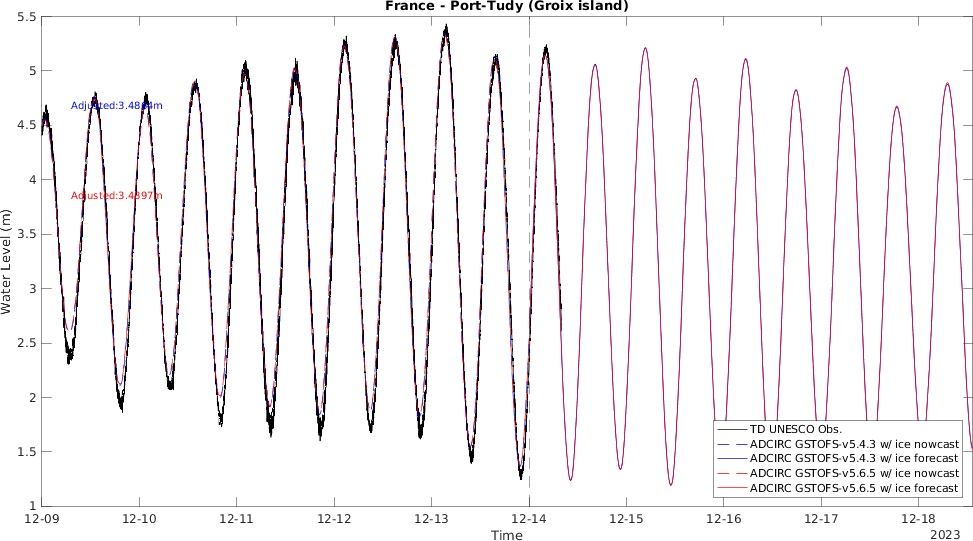 France - Port-Tudy (Groix island)
5.5
5
4.5
4
3.5
3
2.5
2
1.5
1
Water Level (m)
Adjusted:3.4884m
Adjusted:3.4397m
TD UNESCO Obs.
ADCIRC GSTOFS-v5.4.3 w/ ice nowcast
ADCIRC GSTOFS-v5.4.3 w/ ice forecast
ADCIRC GSTOFS-v5.6.5 w/ ice nowcast
ADCIRC GSTOFS-v5.6.5 w/ ice forecast
12-09 12-10 12-11 12-12 12-13 12-14 12-15 12-16 12-17 12-18
Time
2023